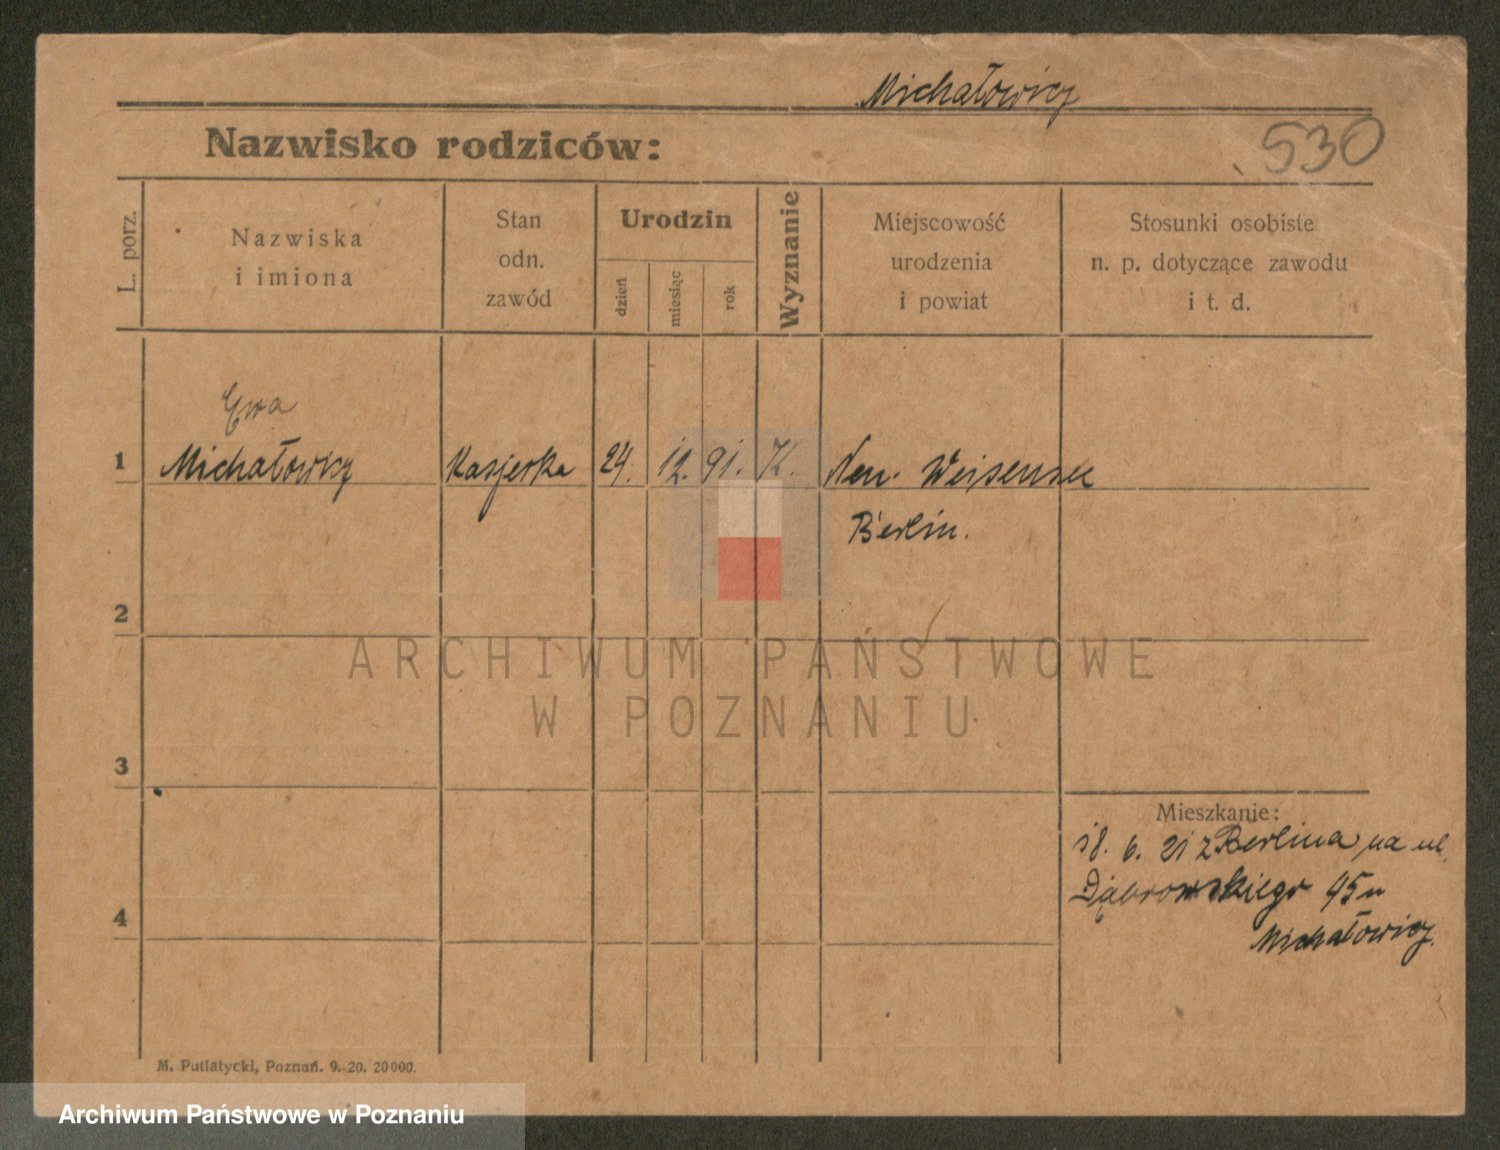 Michałowicz
Nazwisko rodziców:
530
L. porz.
Nazwiska
i imiona
Stan
odn.
zawód
Urodzin
dzień
miesiąc
rok
Wyznanie
Miejscowość
urodzenia
i powiat
Stosunki osobiste
n. p. dotyczące zawodu
i t. d.
Ewa
1 Michałowicz Kasjerka 24. 12. 91. K. Neu. Weisensee
Berlin.
2
ARCHIWUM PAŃSTWOWE
W POZNANIU
3
Mieszkanie:
18. 6. 21 z Berlina na ul.
Dąbrowskiego 45 u
4
Michałowicz.
M. Putiatycki, Poznań. 9. 20. 20000.
Archiwum Państwowe w Poznaniu